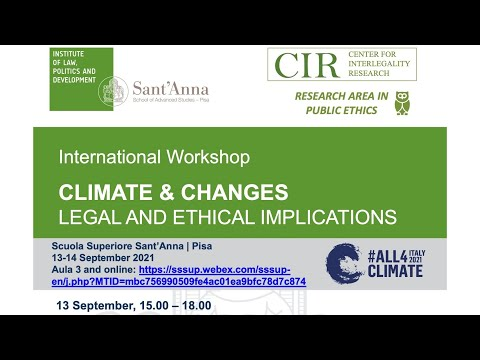 INSTITUTE
OF LAW,
POLITICS AND
DEVELOPMENT
Sant'Anna
School of Advanced Studies – Pisa
CIR
CENTER FOR
INTERLEGALITY
RESEARCH
RESEARCH AREA IN
PUBLIC ETHICS
International Workshop
CLIMATE & CHANGES
LEGAL AND ETHICAL IMPLICATIONS
Scuola Superiore Sant'Anna | Pisa
13-14 September 2021
Aula 3 and online: https://sssup.webex.com/sssup-
en/j.php?MTID=mbc756990509fe4ac01ea9bfc78d7c874
#ALL4
CLIMATE
ITALY
2021
13 September, 15.00 – 18.00